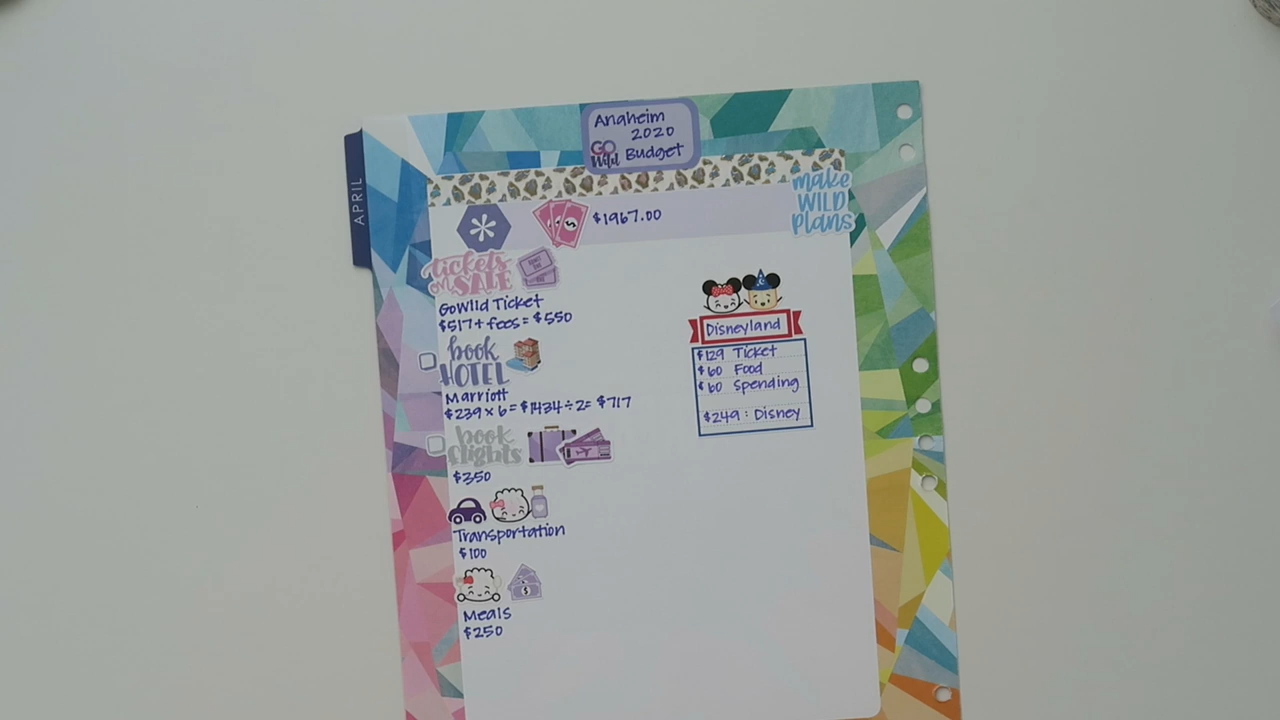 Anaheim
2020
GO Wild Budget
APRIL
make
WILD
plans
$1967.00
tickets
on SALE
GoWild Ticket
$517 + fees = $550
book
HOTEL
Marriott
$239 × 6 = $1434 ÷ 2 = $717
book
flights
$350
Transportation
$100
Meals
$250
Disneyland
$129 Ticket
$60 Food
$60 Spending
$249 : Disney